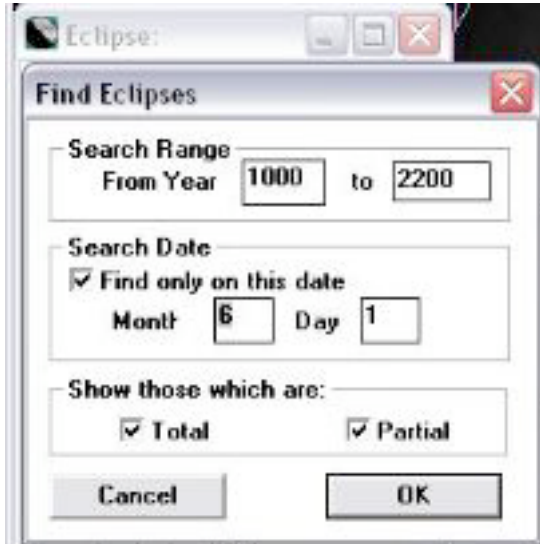 Eclipse:
Find Eclipses
Search Range
From Year 1000 to 2200
Search Date
Find only on this date
Month 6 Day 1
Show those which are:
Total Partial
Cancel OK